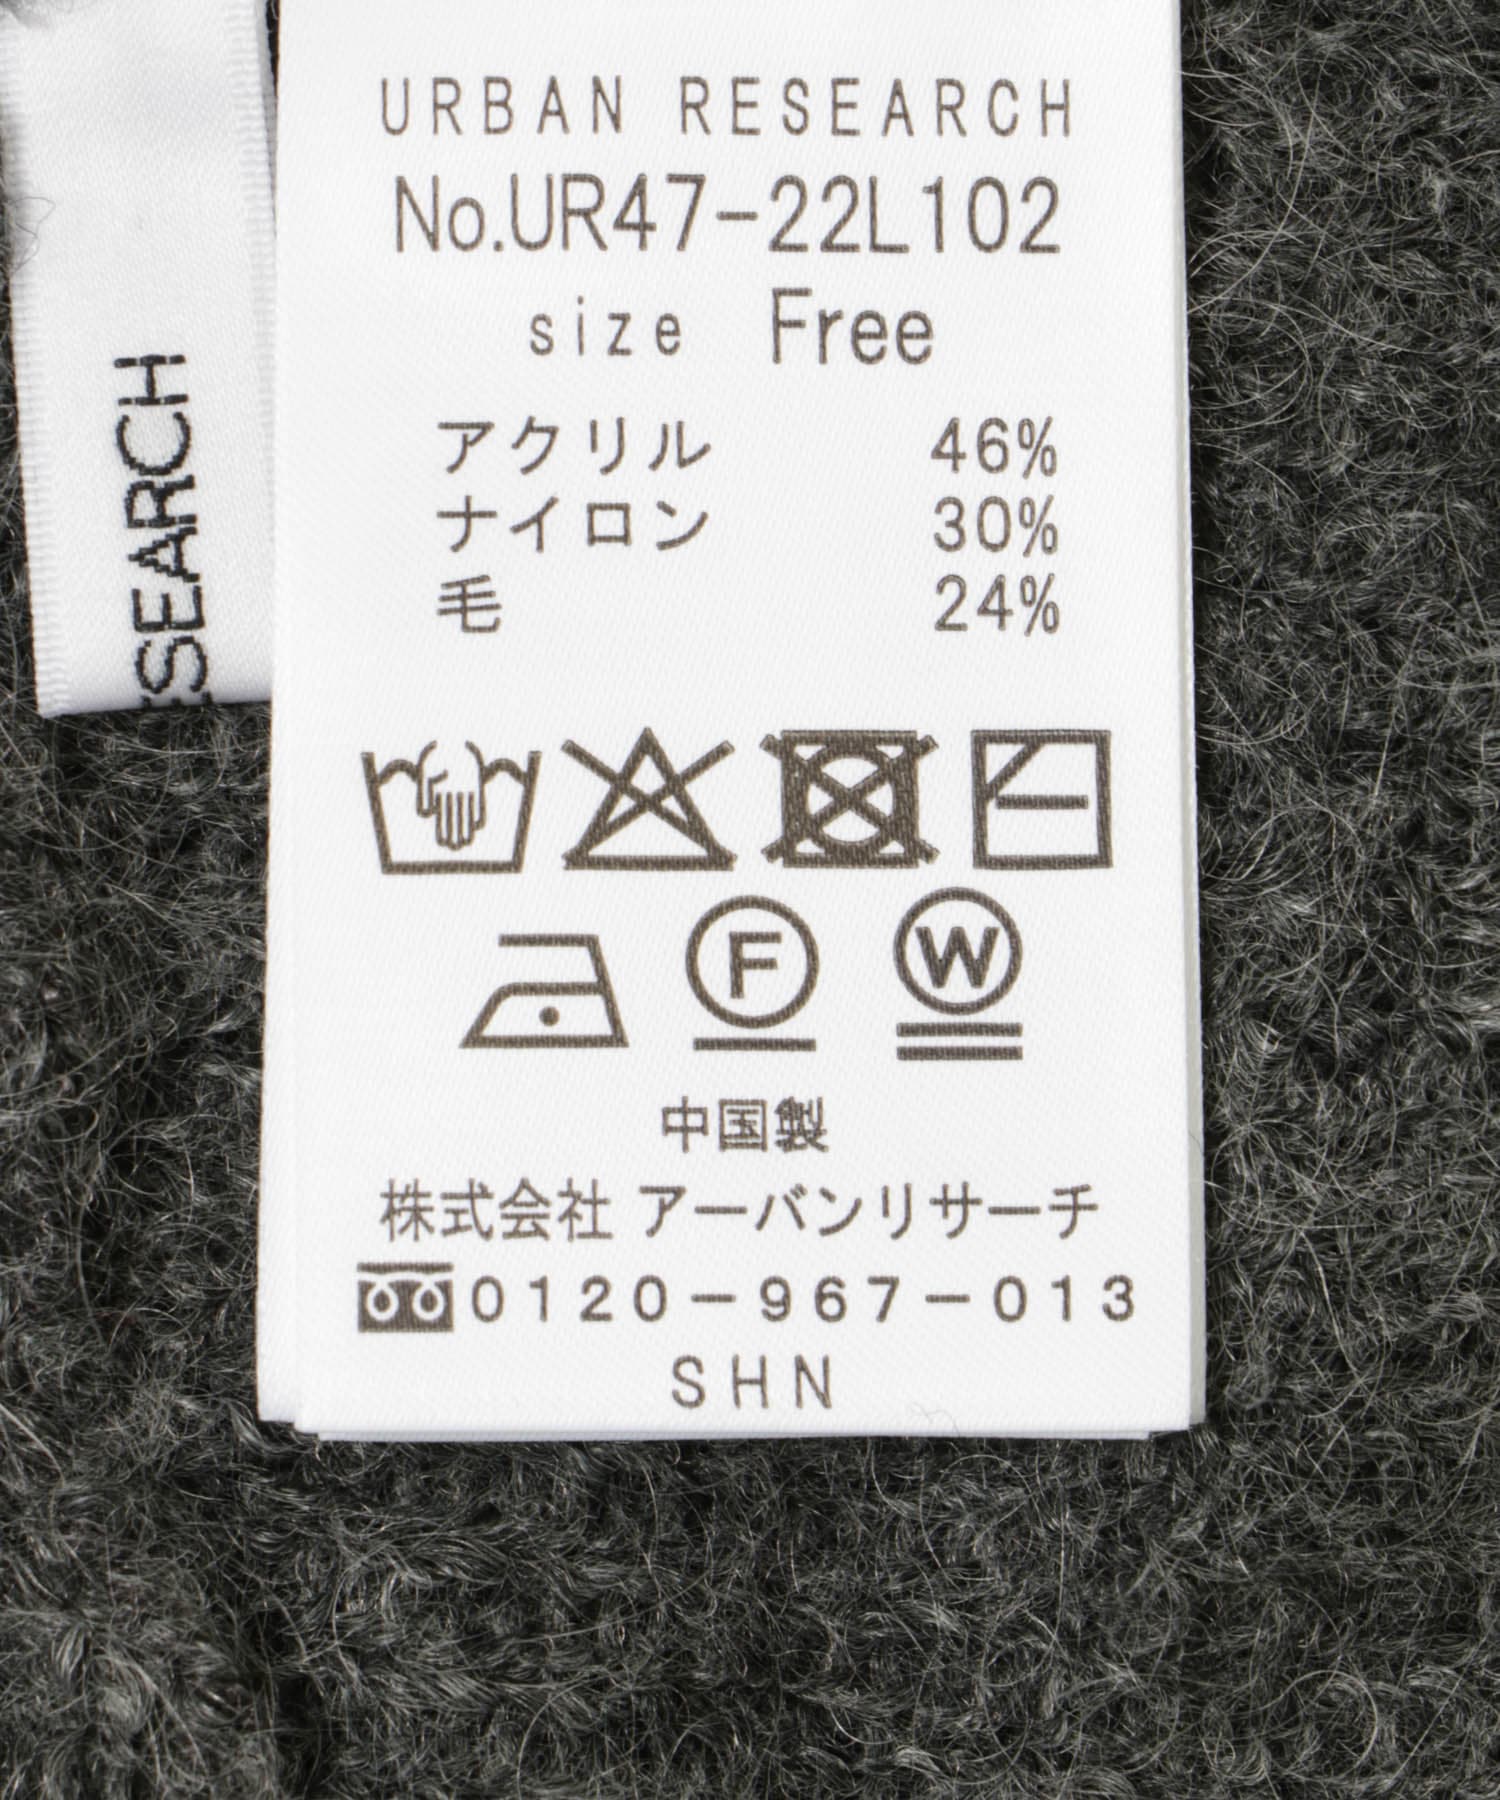 URBAN RESEARCH
No.UR47-22L102
size Free
アクリル 46%
ナイロン 30%
毛 24%
F W
中国製
株式会社 アーバンリサーチ
0120-967-013
SHN
ESEARCH